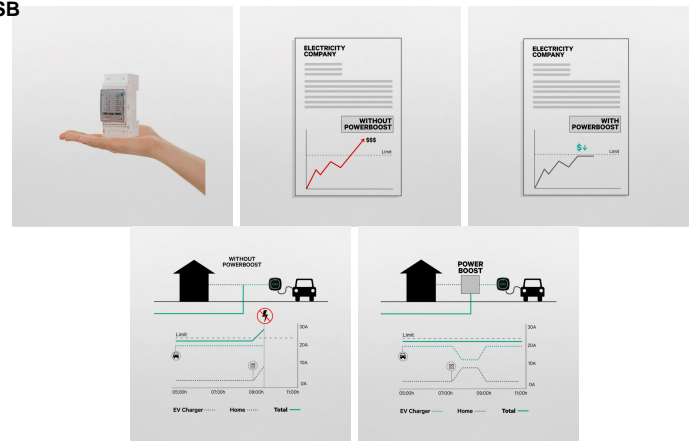 SB
ELECTRICITY
COMPANY
WITHOUT
POWERBOOST
$$$
Limit
ELECTRICITY
COMPANY
WITH
POWERBOOST
$
Limit
WITHOUT
POWERBOOST
Limit
30A
20A
10A
0A
05:00h 07:00h 09:00h 11:00h
EV Charger Home Total
POWER
BOOST
Limit
30A
20A
10A
0A
05:00h 07:00h 09:00h 11:00h
EV Charger Home Total